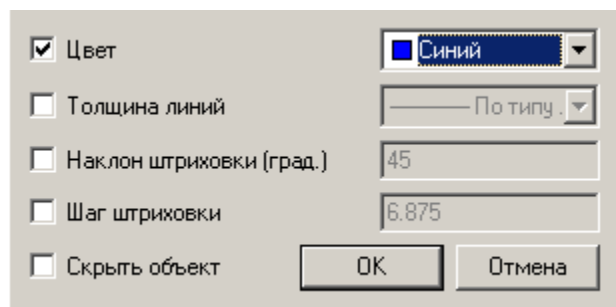 Цвет Синий
Толщина линий По типу .
Наклон штриховки (град.) 45
Шаг штриховки 6.875
Скрыть объект OK Отмена